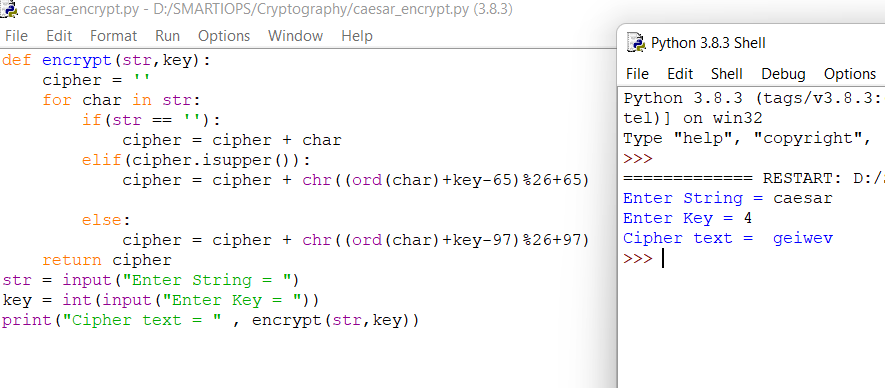 caesar_encrypt.py - D:/SMARTIOPS/Cryptography/caesar_encrypt.py (3.8.3)
File Edit Format Run Options Window Help
def encrypt(str,key):
    cipher = ''
    for char in str:
        if(str == ''):
            cipher = cipher + char
        elif(cipher.isupper()):
            cipher = cipher + chr((ord(char)+key-65)%26+65)
        else:
            cipher = cipher + chr((ord(char)+key-97)%26+97)
    return cipher
str = input("Enter String = ")
key = int(input("Enter Key = "))
print("Cipher text = " , encrypt(str,key))
Python 3.8.3 Shell
File Edit Shell Debug Options
Python 3.8.3 (tags/v3.8.3:
tel)] on win32
Type "help", "copyright",
>>>
============= RESTART: D:/
Enter String = caesar
Enter Key = 4
Cipher text =  geiwev
>>>